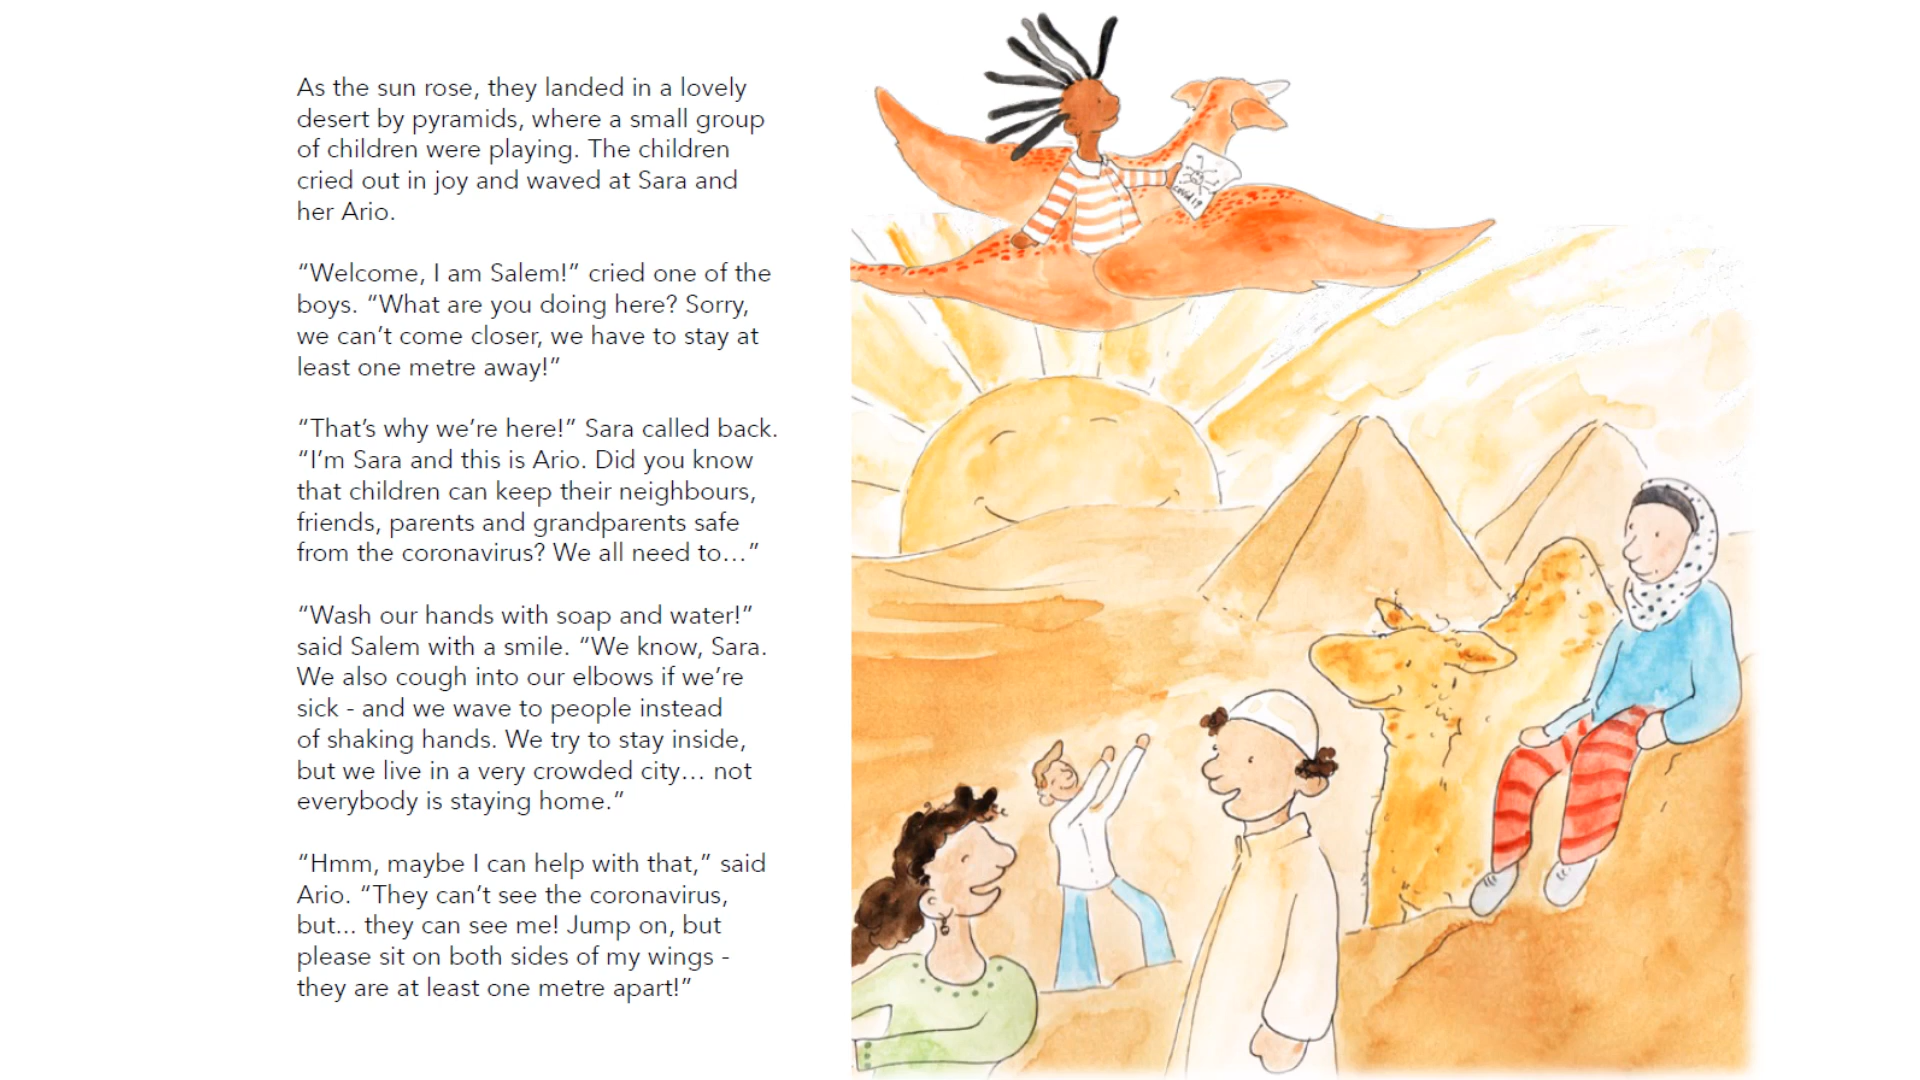 As the sun rose, they landed in a lovely
desert by pyramids, where a small group
of children were playing. The children
cried out in joy and waved at Sara and
her Ario.
“Welcome, I am Salem!” cried one of the
boys. “What are you doing here? Sorry,
we can’t come closer, we have to stay at
least one metre away!”
“That’s why we’re here!” Sara called back.
“I’m Sara and this is Ario. Did you know
that children can keep their neighbours,
friends, parents and grandparents safe
from the coronavirus? We all need to…”
“Wash our hands with soap and water!”
said Salem with a smile. “We know, Sara.
We also cough into our elbows if we’re
sick - and we wave to people instead
of shaking hands. We try to stay inside,
but we live in a very crowded city… not
everybody is staying home.”
“Hmm, maybe I can help with that,” said
Ario. “They can’t see the coronavirus,
but... they can see me! Jump on, but
please sit on both sides of my wings -
they are at least one metre apart!”
covid19